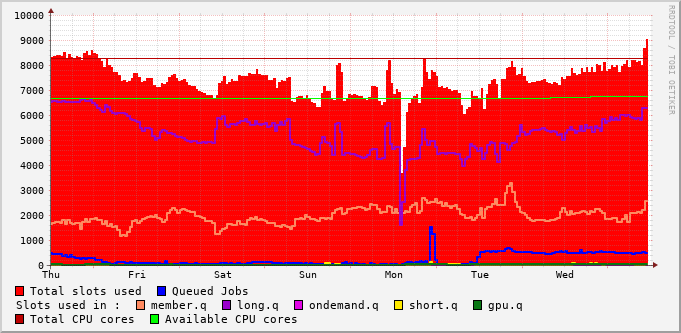 10000
9000
8000
7000
6000
5000
4000
3000
2000
1000
0
Thu Fri Sat Sun Mon Tue Wed
RRDTOOL / TOBI OETIKER
Total slots used Queued Jobs
Slots used in : member.q long.q ondemand.q short.q gpu.q
Total CPU cores Available CPU cores